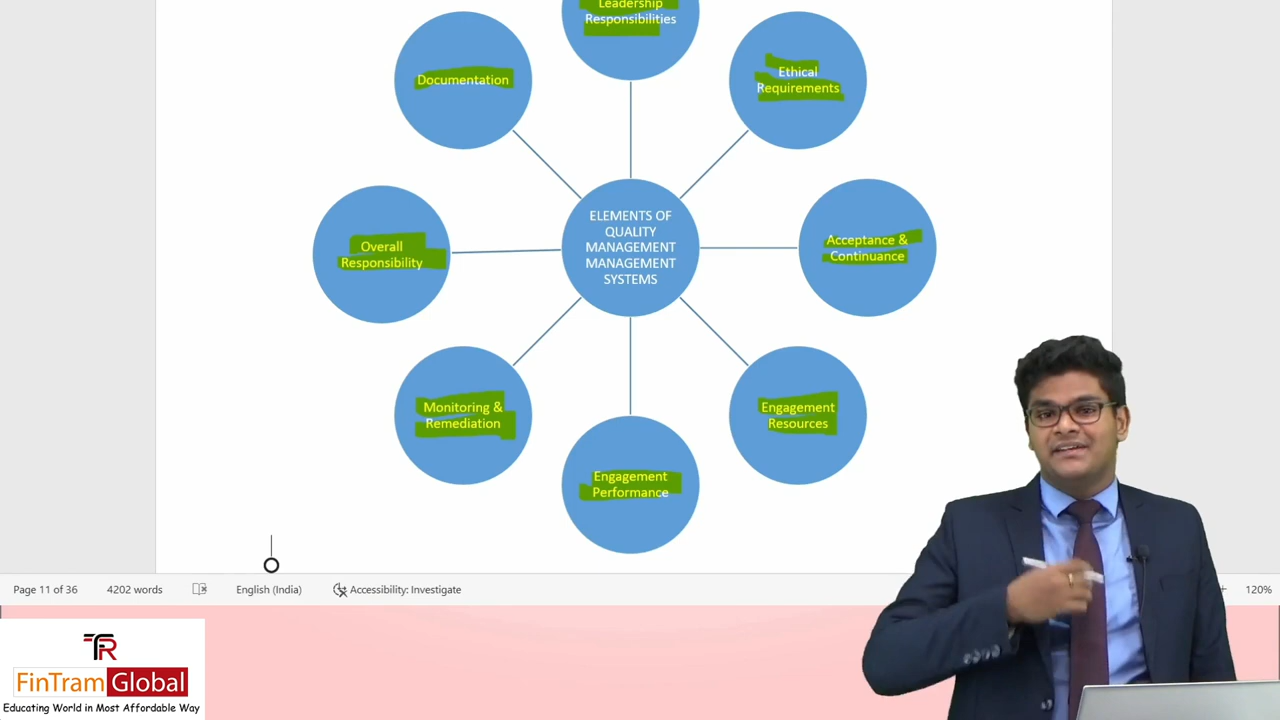 Leadership
Responsibilities
Documentation
Ethical
Requirements
ELEMENTS OF
QUALITY
MANAGEMENT
MANAGEMENT
SYSTEMS
Overall
Responsibility
Acceptance &
Continuance
Monitoring &
Remediation
Engagement
Resources
Engagement
Performance
Page 11 of 36
4202 words
English (India)
Accessibility: Investigate
120%
TR
FinTram Global
Educating World in Most Affordable Way